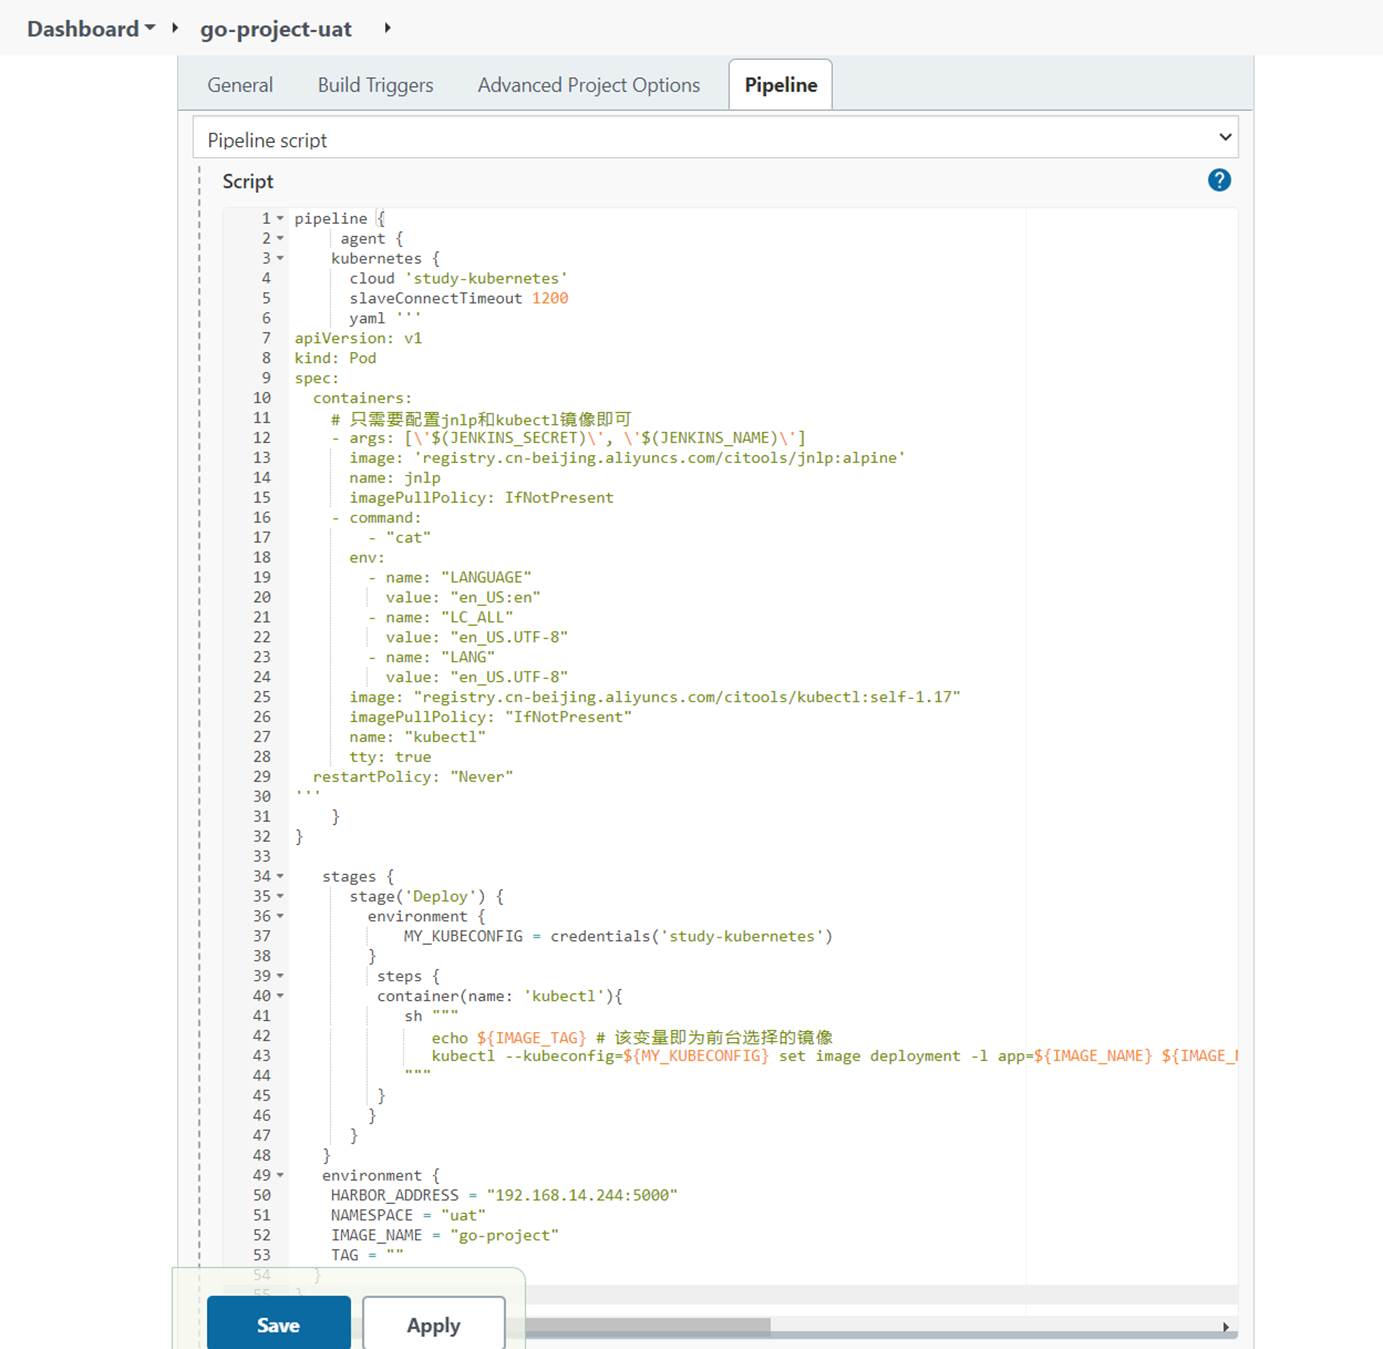 Dashboard go-project-uat
General Build Triggers Advanced Project Options Pipeline
Pipeline script
Script ?
1 pipeline {
2 agent {
3 kubernetes {
4 cloud 'study-kubernetes'
5 slaveConnectTimeout 1200
6 yaml '''
7 apiVersion: v1
8 kind: Pod
9 spec:
10 containers:
11 # 只需要配置jnlp和kubectl镜像即可
12 - args: [\'$(JENKINS_SECRET)\', \'$(JENKINS_NAME)\']
13 image: 'registry.cn-beijing.aliyuncs.com/citools/jnlp:alpine'
14 name: jnlp
15 imagePullPolicy: IfNotPresent
16 - command:
17 - "cat"
18 env:
19 - name: "LANGUAGE"
20 value: "en_US:en"
21 - name: "LC_ALL"
22 value: "en_US.UTF-8"
23 - name: "LANG"
24 value: "en_US.UTF-8"
25 image: "registry.cn-beijing.aliyuncs.com/citools/kubectl:self-1.17"
26 imagePullPolicy: "IfNotPresent"
27 name: "kubectl"
28 tty: true
29 restartPolicy: "Never"
30 '''
31 }
32 }
33
34 stages {
35 stage('Deploy') {
36 environment {
37 MY_KUBECONFIG = credentials('study-kubernetes')
38 }
39 steps {
40 container(name: 'kubectl'){
41 sh """
42 echo ${IMAGE_TAG} # 该变量即为前台选择的镜像
43 kubectl --kubeconfig=${MY_KUBECONFIG} set image deployment -l app=${IMAGE_NAME} ${IMAGE_N
44 """
45 }
46 }
47 }
48 }
49 environment {
50 HARBOR_ADDRESS = "192.168.14.244:5000"
51 NAMESPACE = "uat"
52 IMAGE_NAME = "go-project"
53 TAG = ""
54 }
55 }
Save Apply